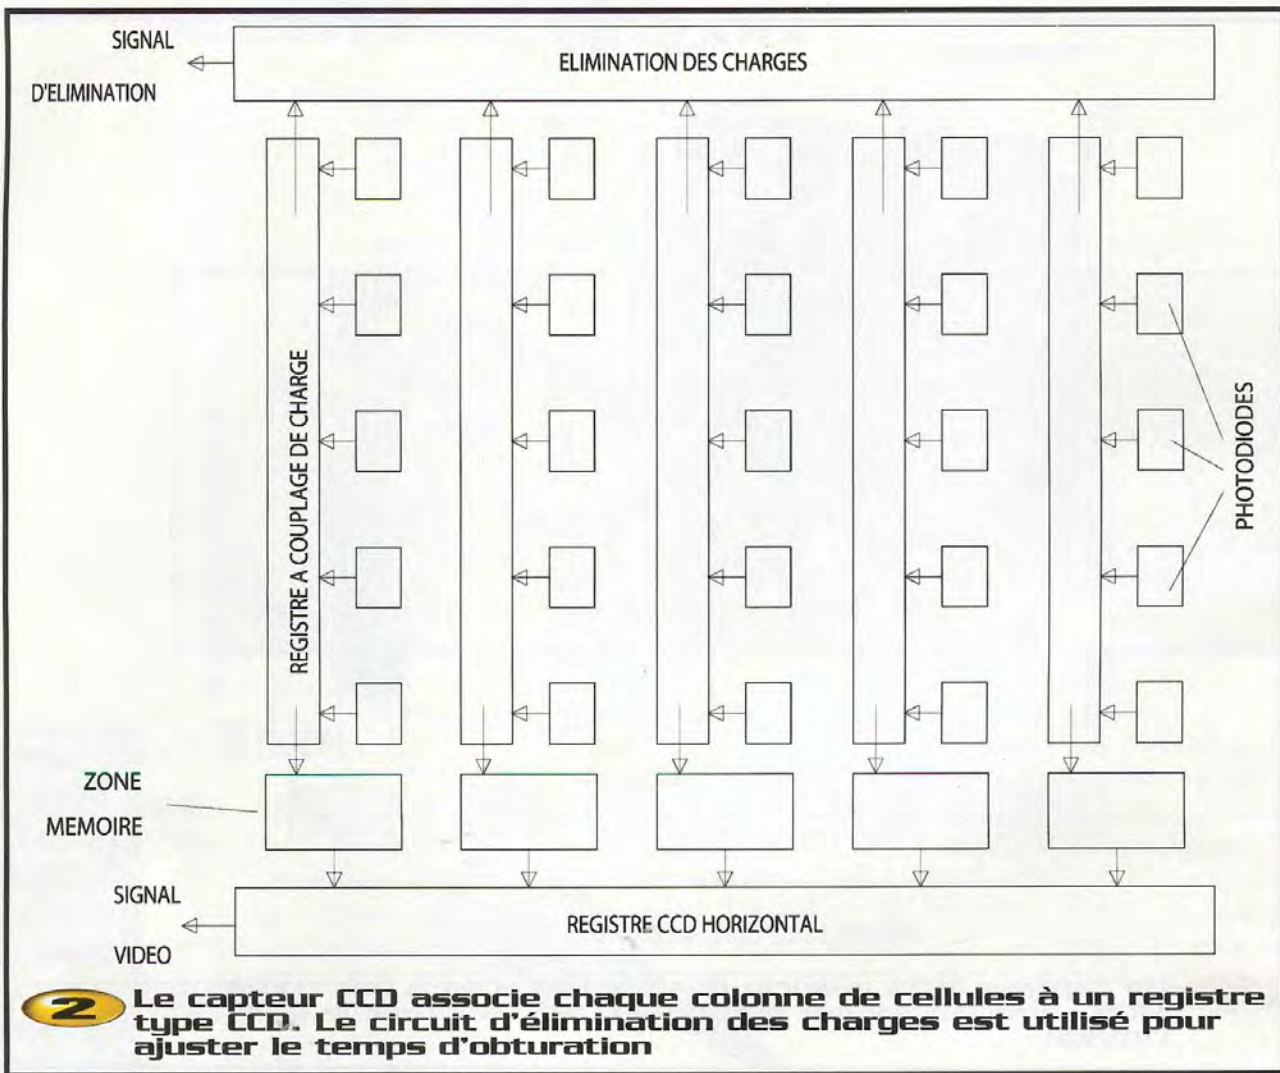 SIGNAL
D'ELIMINATION
ELIMINATION DES CHARGES
REGISTRE A COUPLAGE DE CHARGE
PHOTODIODES
ZONE
MEMOIRE
SIGNAL
VIDEO
REGISTRE CCD HORIZONTAL
2
Le capteur CCD associe chaque colonne de cellules à un registre
type CCD. Le circuit d'élimination des charges est utilisé pour
ajuster le temps d'obturation